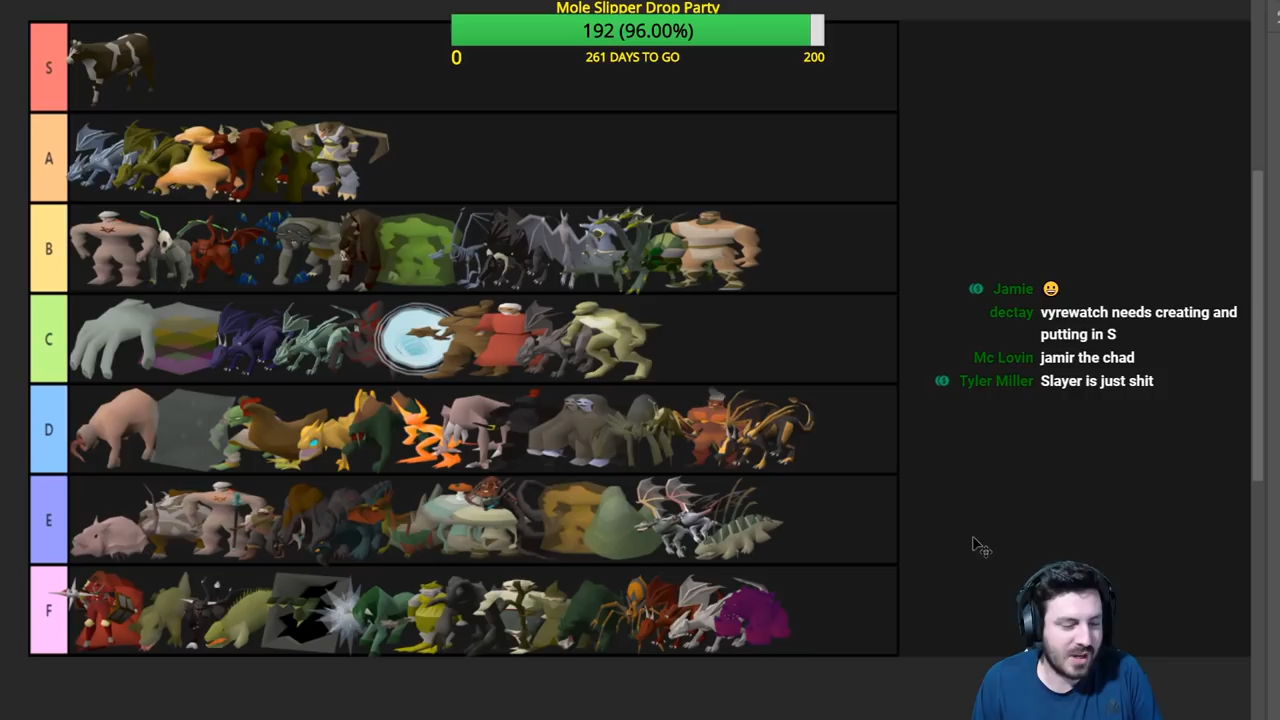 Mole Slipper Drop Party
192 (96.00%)
0
261 DAYS TO GO
200
S
A
B
C
D
E
F
Jamie 😀
dectay vyrewatch needs creating and
putting in S
Mc Lovin jamir the chad
Tyler Miller Slayer is just shit